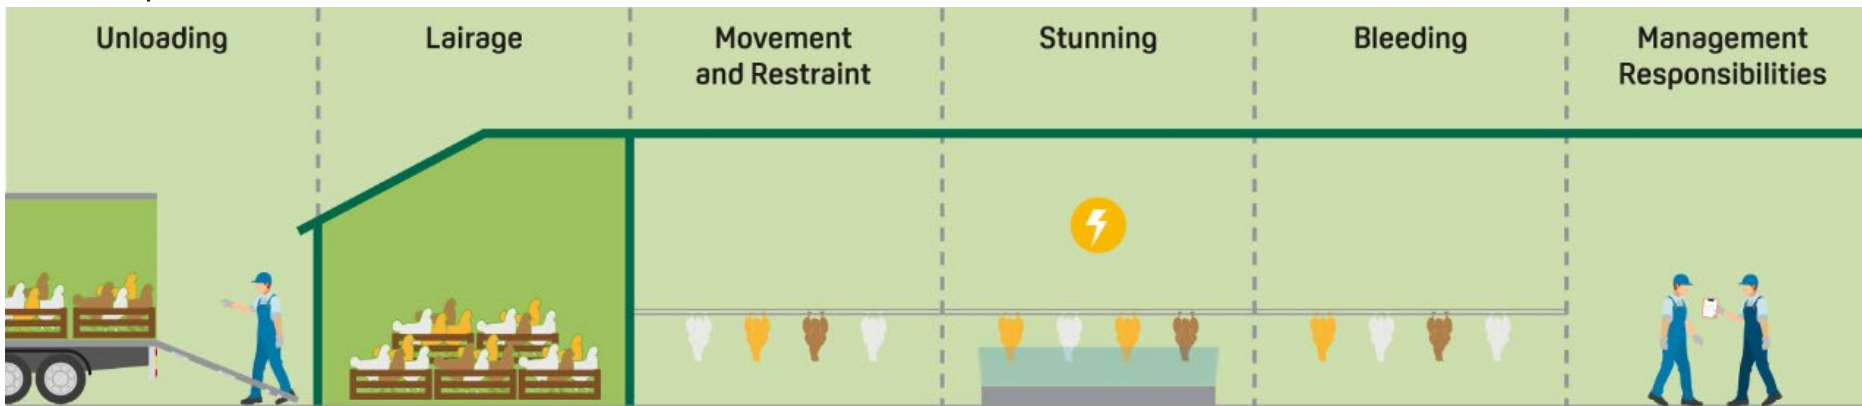 Unloading
Lairage
Movement
and Restraint
Stunning
Bleeding
Management
Responsibilities